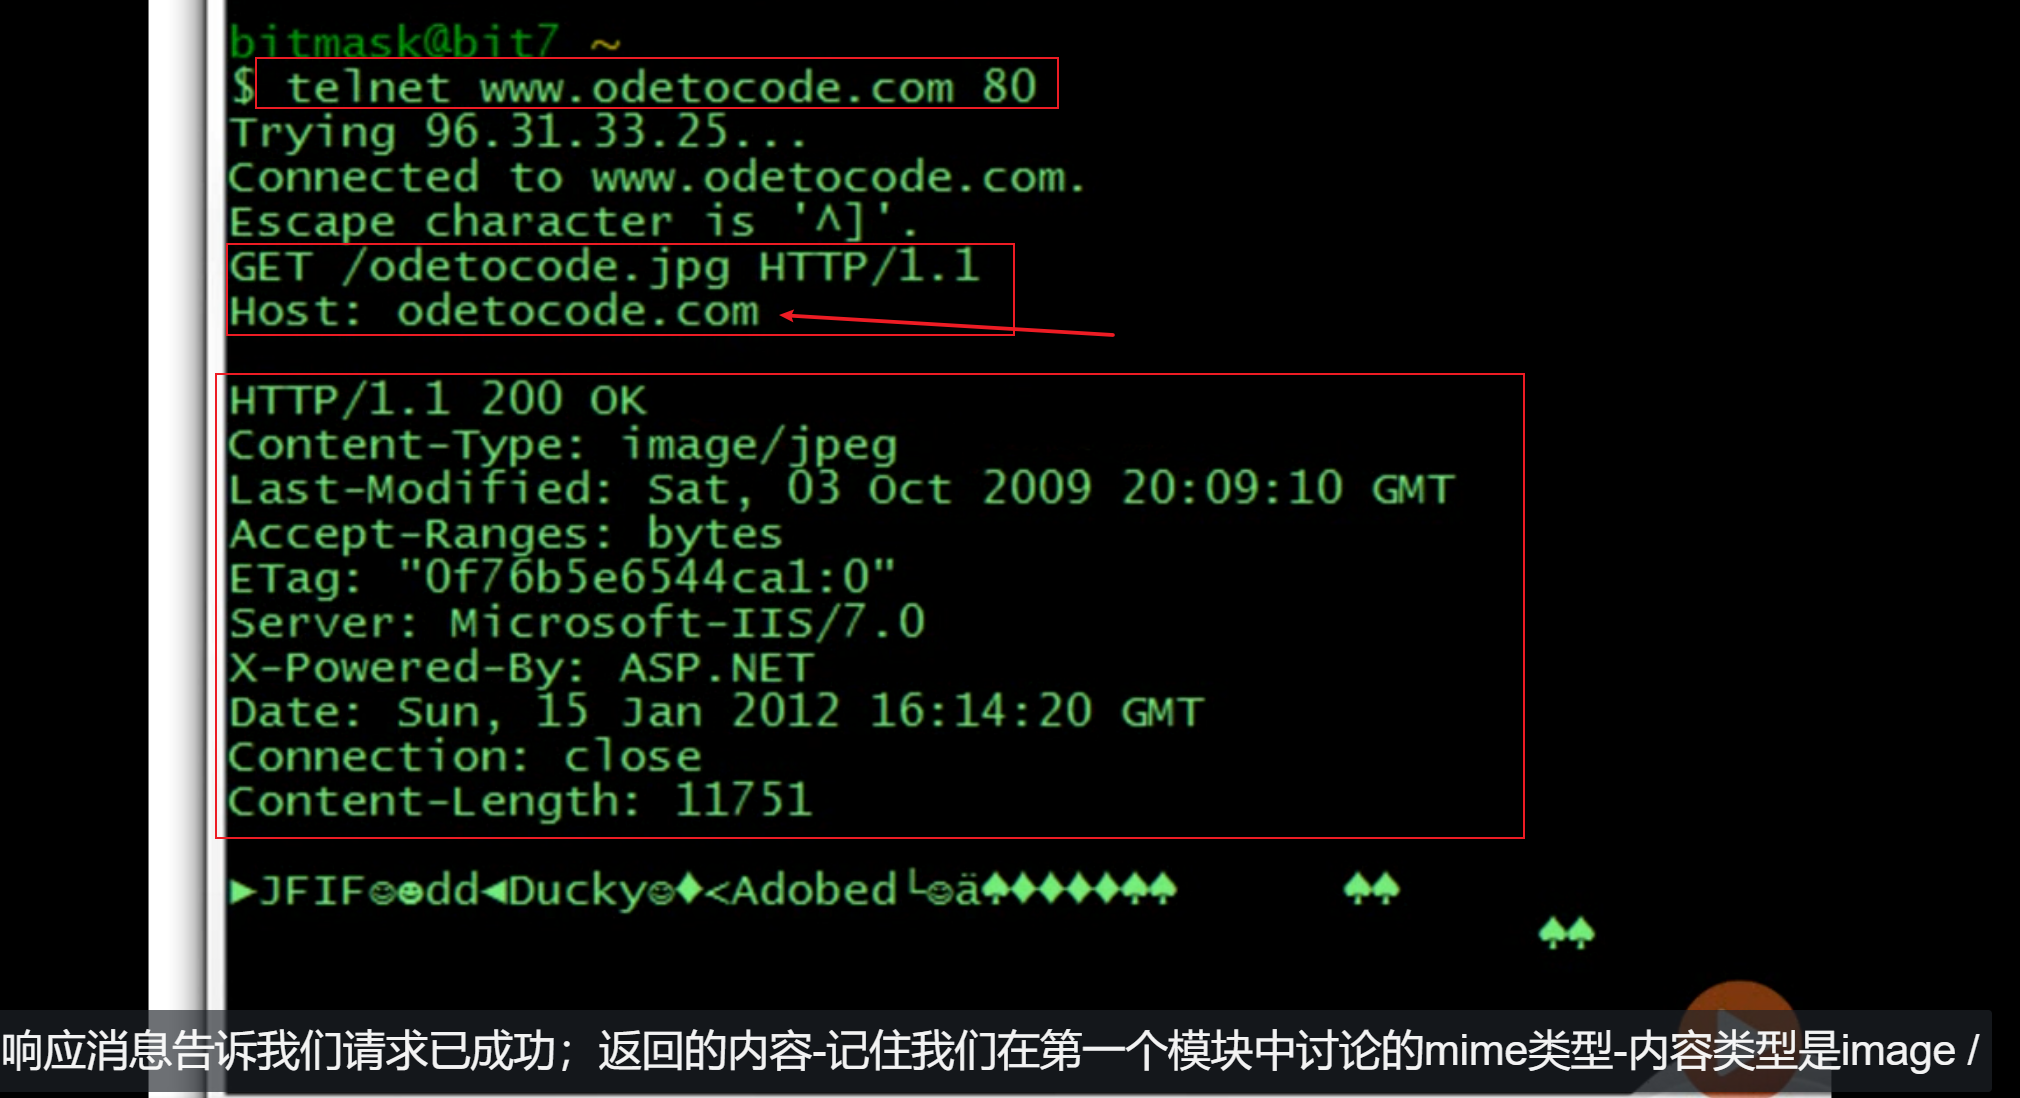 bitmask@bit7 ~
$ telnet www.odetocode.com 80
Trying 96.31.33.25...
Connected to www.odetocode.com.
Escape character is '^]'.
GET /odetocode.jpg HTTP/1.1
Host: odetocode.com
HTTP/1.1 200 OK
Content-Type: image/jpeg
Last-Modified: Sat, 03 Oct 2009 20:09:10 GMT
Accept-Ranges: bytes
ETag: "0f76b5e6544ca1:0"
Server: Microsoft-IIS/7.0
X-Powered-By: ASP.NET
Date: Sun, 15 Jan 2012 16:14:20 GMT
Connection: close
Content-Length: 11751
►JFIF☺☻dd◄Ducky☺♦<Adobed└☺ä♠♦♦♦♦♠♠ ♠♠
♠♠
响应消息告诉我们请求已成功；返回的内容-记住我们在第一个模块中讨论的mime类型-内容类型是image /